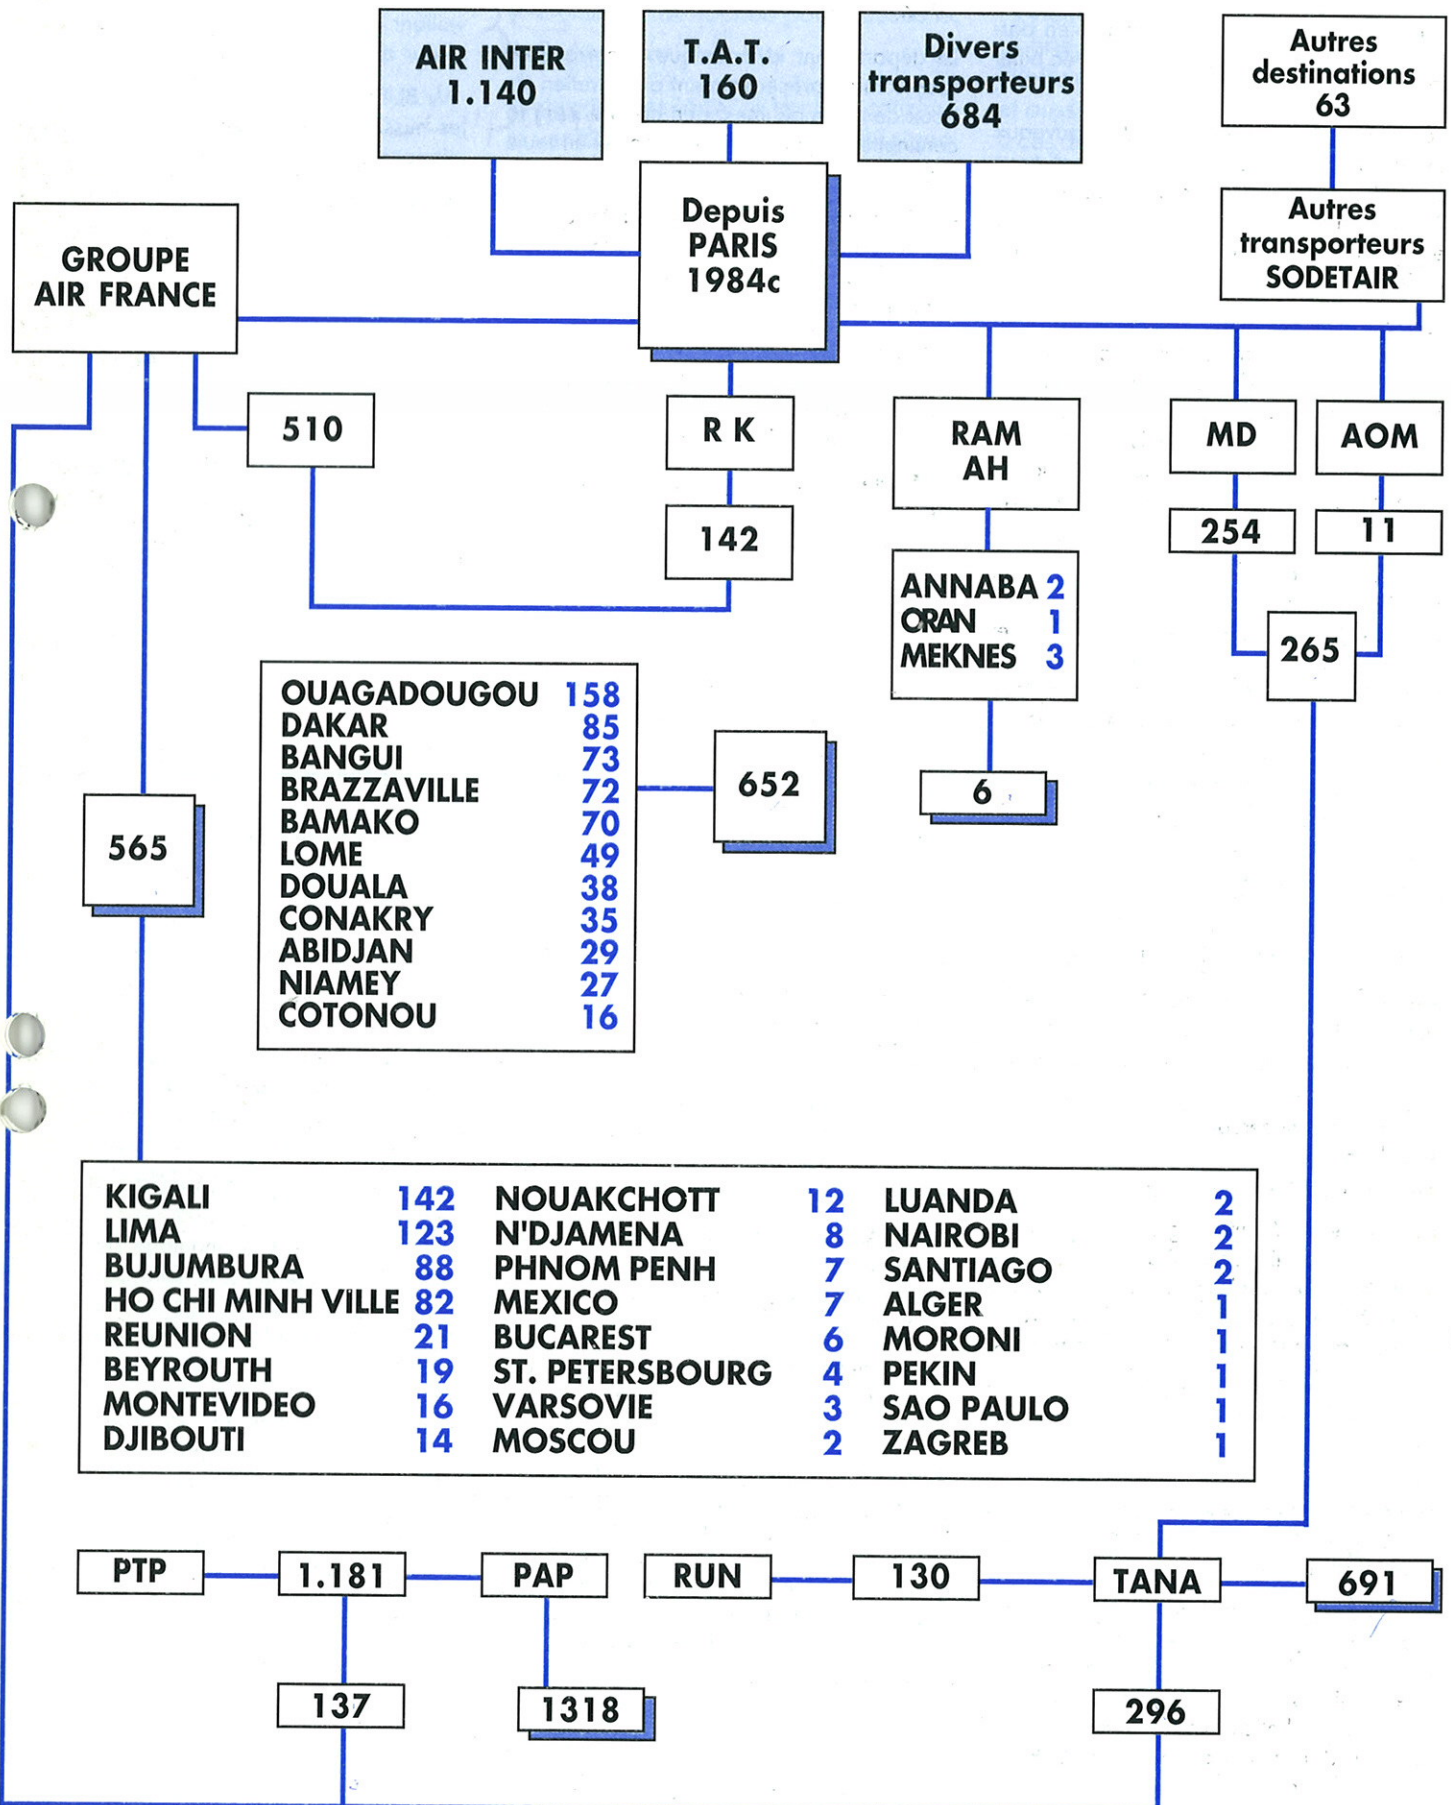 AIR INTER
1.140
T.A.T.
160
Divers
transporteurs
684
Autres
destinations
63
GROUPE
AIR FRANCE
Depuis
PARIS
1984c
Autres
transporteurs
SODETAIR
510
R K
RAM
AH
MD
AOM
142
254
11
ANNABA 2
ORAN 1
MEKNES 3
265
OUAGADOUGOU 158
DAKAR 85
BANGUI 73
BRAZZAVILLE 72
BAMAKO 70
LOME 49
DOUALA 38
CONAKRY 35
ABIDJAN 29
NIAMEY 27
COTONOU 16
652
6
565
KIGALI 142 NOUAKCHOTT 12 LUANDA 2
LIMA 123 N'DJAMENA 8 NAIROBI 2
BUJUMBURA 88 PHNOM PENH 7 SANTIAGO 2
HO CHI MINH VILLE 82 MEXICO 7 ALGER 1
REUNION 21 BUCAREST 6 MORONI 1
BEYROUTH 19 ST. PETERSBOURG 4 PEKIN 1
MONTEVIDEO 16 VARSOVIE 3 SAO PAULO 1
DJIBOUTI 14 MOSCOU 2 ZAGREB 1
PTP 1.181 PAP RUN 130 TANA 691
137 1318 296